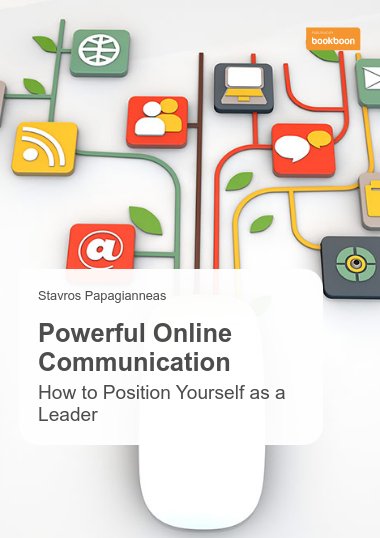 bookboon
Stavros Papagianneas
Powerful Online
Communication
How to Position Yourself as a
Leader